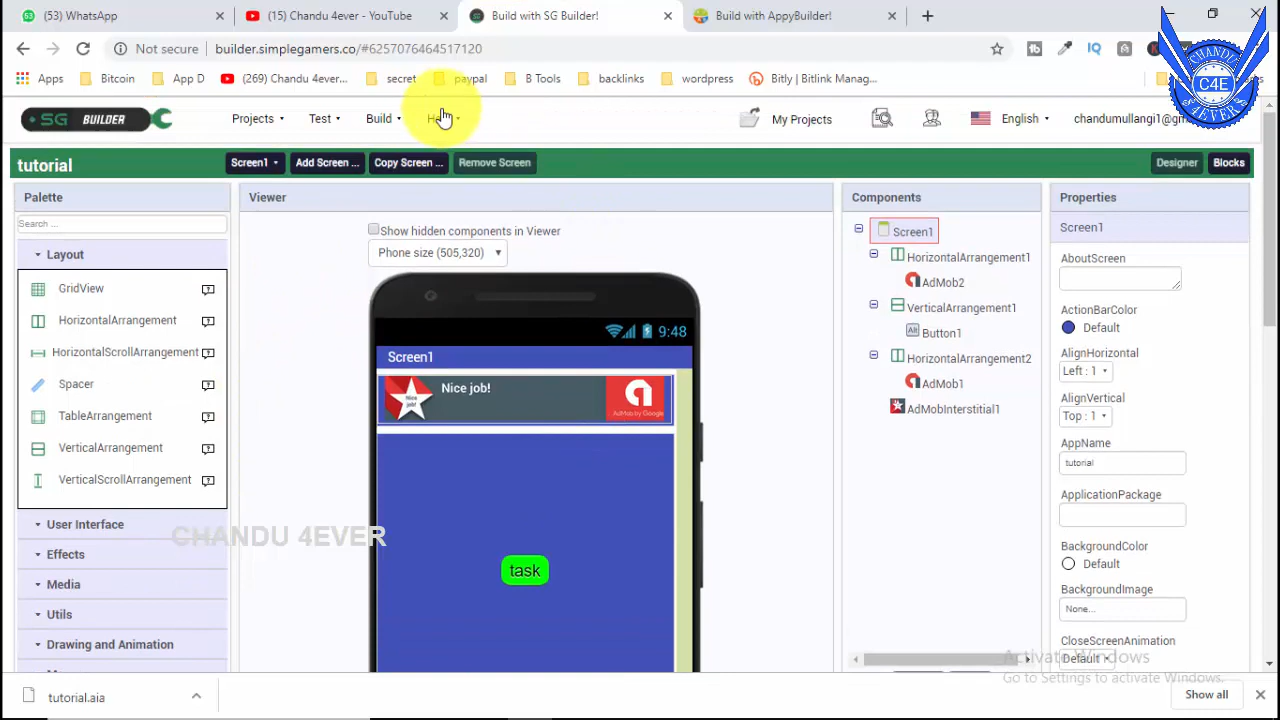 (53) WhatsApp
(15) Chandu 4ever - YouTube
Build with SG Builder!
Build with AppyBuilder!
Not secure
builder.simplegamers.co/#6257076464517120
Apps
Bitcoin
App D
(269) Chandu 4ever...
secret
paypal
B Tools
backlinks
wordpress
Bitly | Bitlink Manag...
CHANDU
C4E
4EVER
SG BUILDER
Projects
Test
Build
My Projects
English
chandumullangi1@gm
tutorial
Screen1
Add Screen ...
Copy Screen ...
Remove Screen
Designer
Blocks
Palette
Viewer
Components
Properties
Search ...
Layout
GridView
HorizontalArrangement
HorizontalScrollArrangement
Spacer
TableArrangement
VerticalArrangement
VerticalScrollArrangement
User Interface
Effects
Media
Utils
Drawing and Animation
CHANDU 4EVER
Show hidden components in Viewer
Phone size (505,320)
9:48
Screen1
Nice job!
Nice
job!
AdMob by Google
task
Screen1
HorizontalArrangement1
AdMob2
VerticalArrangement1
Button1
HorizontalArrangement2
AdMob1
AdMobInterstitial1
Screen1
AboutScreen
ActionBarColor
Default
AlignHorizontal
Left : 1
AlignVertical
Top : 1
AppName
tutorial
ApplicationPackage
BackgroundColor
Default
BackgroundImage
None...
CloseScreenAnimation
Default
Activate Windows
Go to Settings to activate Windows.
tutorial.aia
Show all